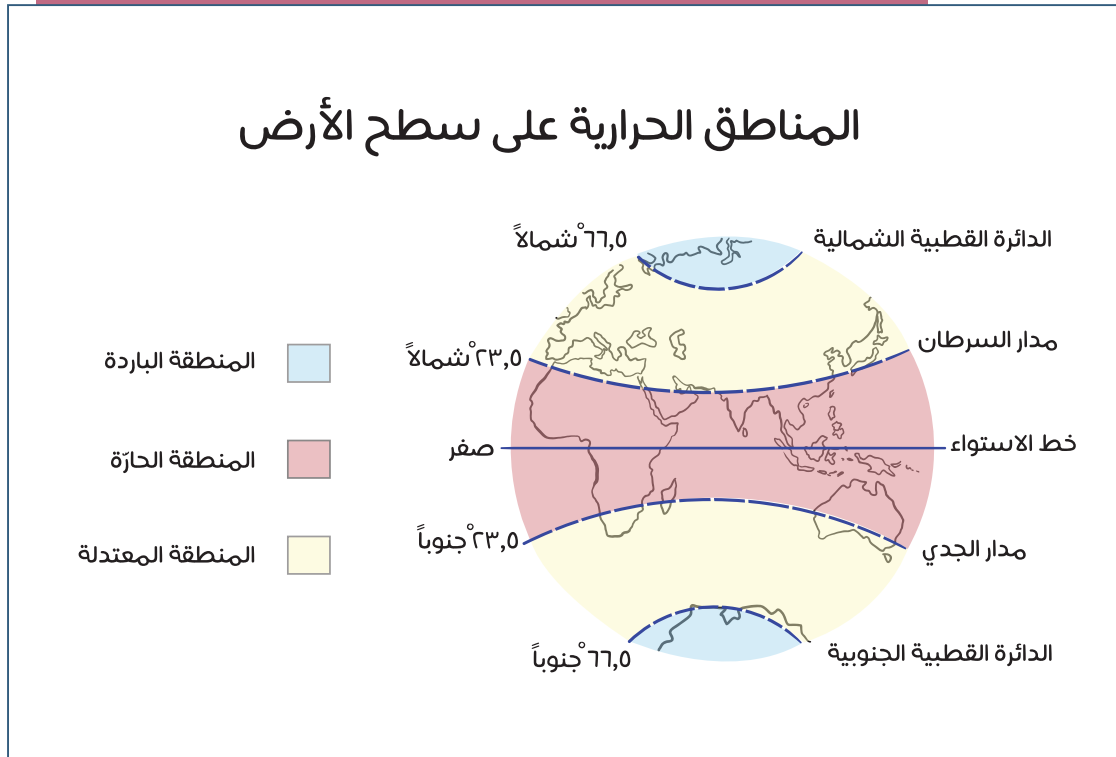 المناطق الحرارية على سطح الأرض
الدائرة القطبية الشمالية
٦٦,٥° شمالاً
مدار السرطان
٢٣,٥° شمالاً
خط الاستواء
صفر
مدار الجدي
٢٣,٥° جنوباً
الدائرة القطبية الجنوبية
٦٦,٥° جنوباً
المنطقة الباردة
المنطقة الحارّة
المنطقة المعتدلة